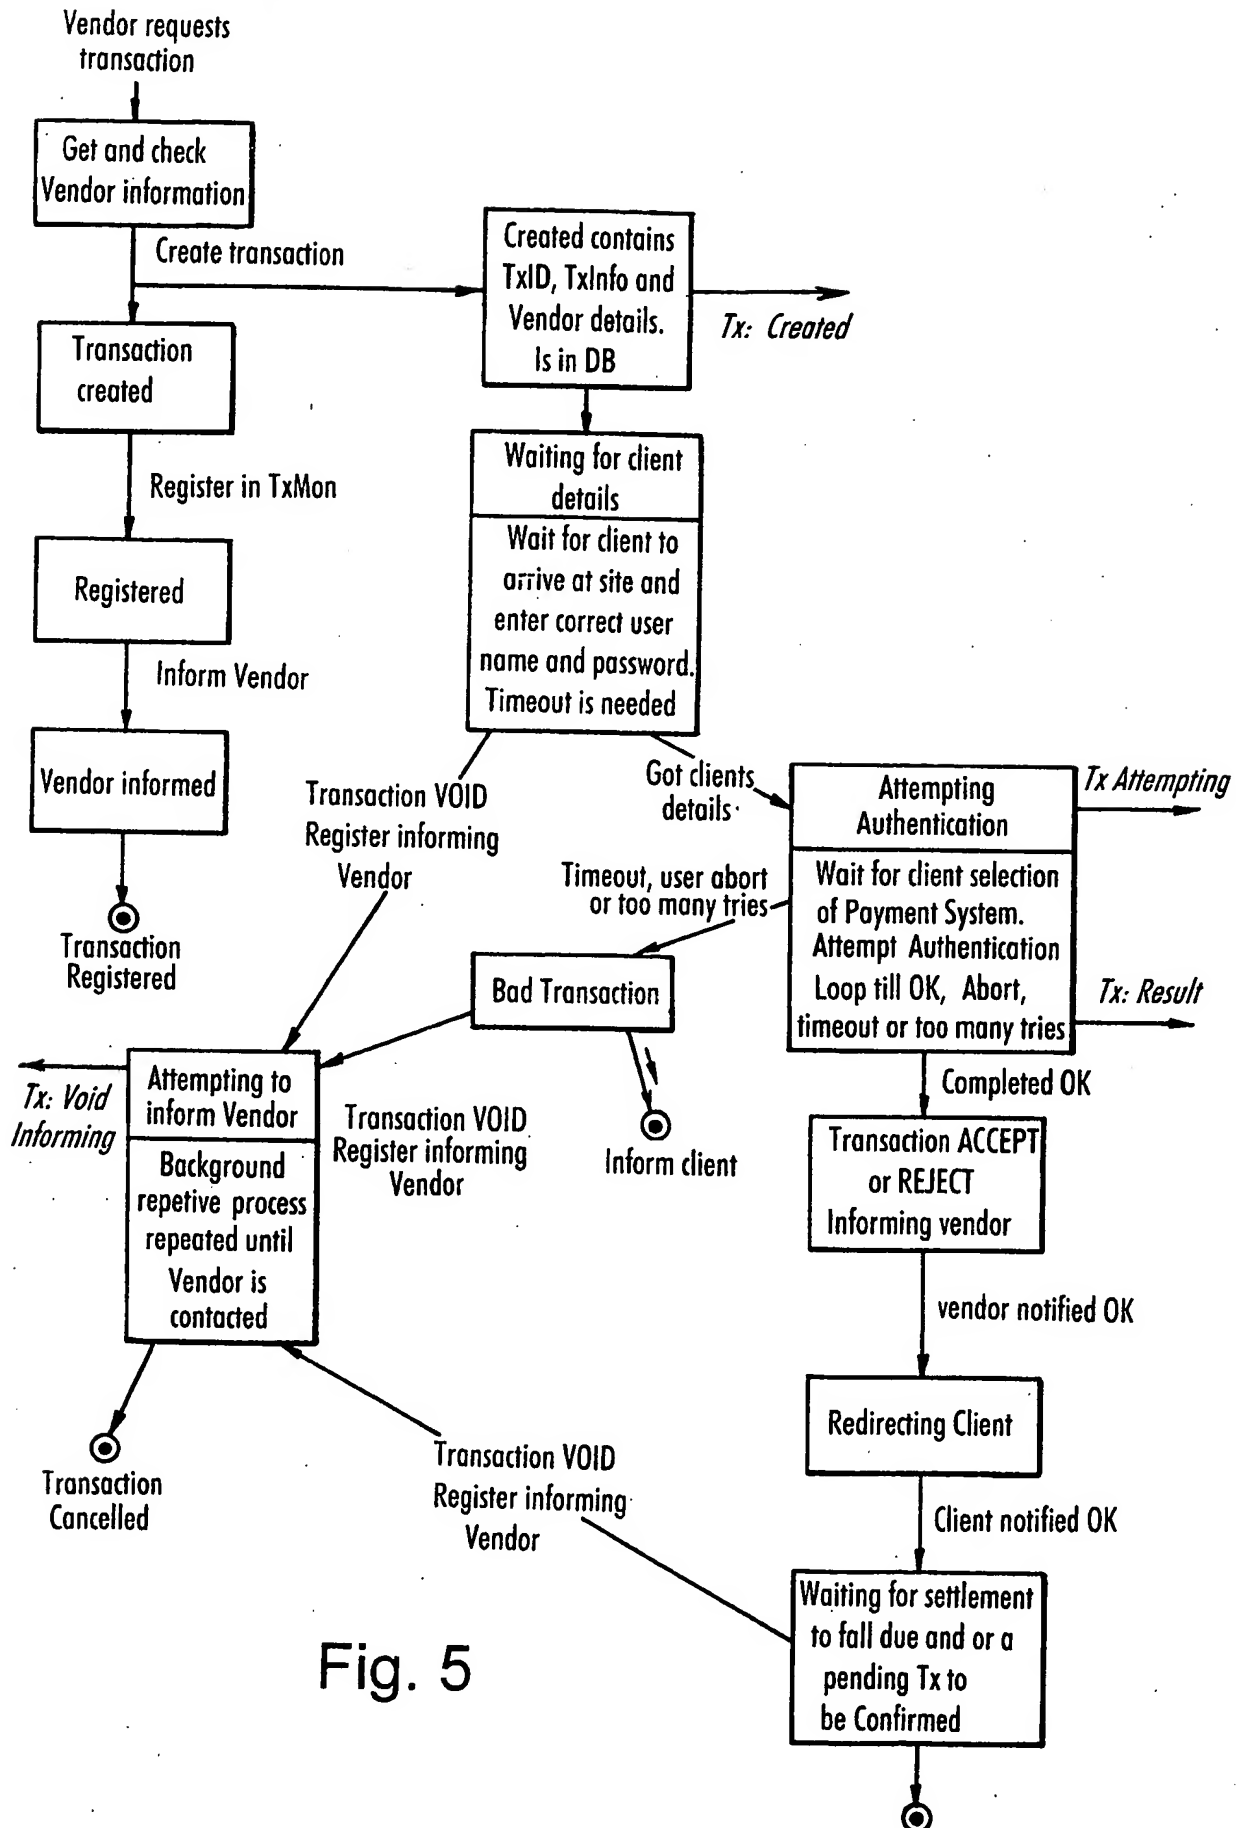 Vendor requests
transaction
Get and check
Vendor information
Create transaction
Created contains
TxID, TxInfo and
Vendor details.
Is in DB
Tx: Created
Transaction
created
Register in TxMon
Registered
Inform Vendor
Vendor informed
Transaction
Registered
Waiting for client
details
Wait for client to
arrive at site and
enter correct user
name and password.
Timeout is needed
Transaction VOID
Register informing
Vendor
Got clients
details
Attempting
Authentication
Tx Attempting
Wait for client selection
of Payment System.
Attempt Authentication
Loop till OK, Abort,
timeout or too many tries
Tx: Result
Timeout, user abort
or too many tries
Bad Transaction
Inform client
Attempting to
inform Vendor
Tx: Void
Informing
Background
repetive process
repeated until
Vendor is
contacted
Transaction VOID
Register informing
Vendor
Completed OK
Transaction ACCEPT
or REJECT
Informing vendor
vendor notified OK
Redirecting Client
Client notified OK
Waiting for settlement
to fall due and or a
pending Tx to
be Confirmed
Transaction VOID
Register informing
Vendor
Transaction
Cancelled
Fig. 5